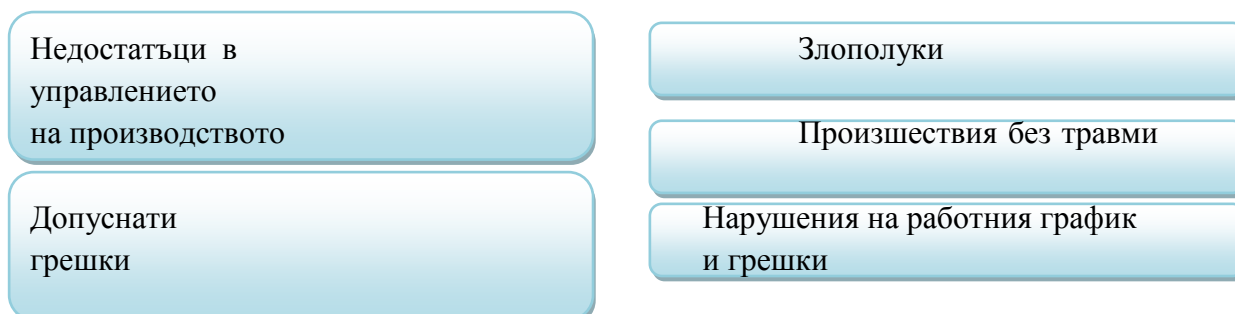 Недостатъци в
управлението
на производството
Допуснати
грешки
Злополуки
Произшествия без травми
Нарушения на работния график
и грешки